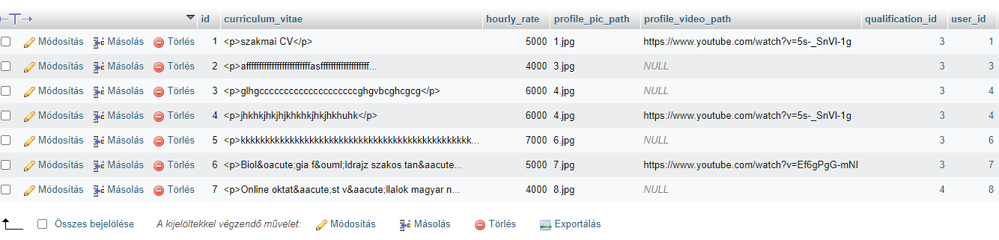 id curriculum_vitae hourly_rate profile_pic_path profile_video_path qualification_id user_id
Módosítás Másolás Törlés 1 <p>szakmai CV</p> 5000 1.jpg https://www.youtube.com/watch?v=5s-_SnVl-1g 3 1
Módosítás Másolás Törlés 2 4000 3.jpg NULL 3 3
Módosítás Másolás Törlés 3 6000 4.jpg NULL 3 4
Módosítás Másolás Törlés 4 <p>jhkhkjhkjhjkhkhkjhkjhkhuhk</p> 6000 4.jpg https://www.youtube.com/watch?v=5s-_SnVl-1g 3 4
Módosítás Másolás Törlés 5 7000 6.jpg NULL 3 6
Módosítás Másolás Törlés 6 <p>Biol&oacute;gia f&ouml;ldrajz szakos tan&aacute... 5000 7.jpg https://www.youtube.com/watch?v=Ef6gPgG-mNI 3 7
Módosítás Másolás Törlés 7 <p>Online oktat&aacute;st v&aacute;llalok magyar n... 4000 8.jpg NULL 4 8
Összes bejelölése A kijelöltekkel végzendő művelet: Módosítás Másolás Törlés Exportálás